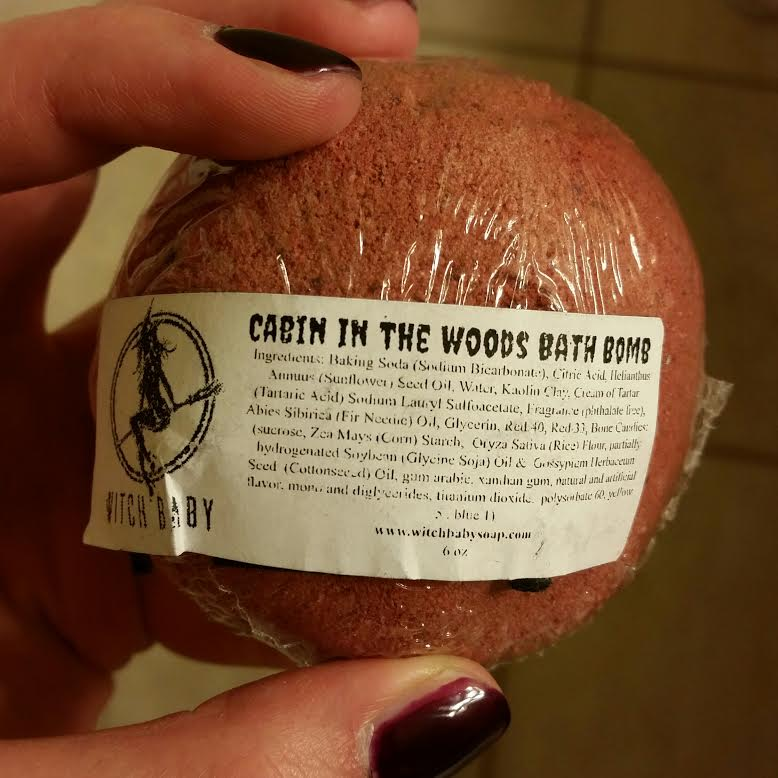 CABIN IN THE WOODS BATH BOMB
Ingredients: Baking Soda (Sodium Bicarbonate), Citric Acid, Helianthus
Annuus (Sunflower) Seed Oil, Water, Kaolin Clay, Cream of Tartar
(Tartaric Acid) Sodium Lauryl Sulfoacetate, Fragrance (phthalate free),
Abies Sibirica (Fir Needle) Oil, Glycerin, Red 40, Red 33, Bone Candies:
(sucrose, Zea Mays (Corn) Starch, Oryza Sativa (Rice) Flour, partially
hydrogenated Soybean (Glycine Soja) Oil & Gossypium Herbaceum
Seed (Cottonseed) Oil, gum arabic, xanthan gum, natural and artificial
flavor, mono and diglycerides, titanium dioxide, polysorbate 60, yellow
5, blue 1)
www.witchbabysoap.com
6 oz
WITCH BABY